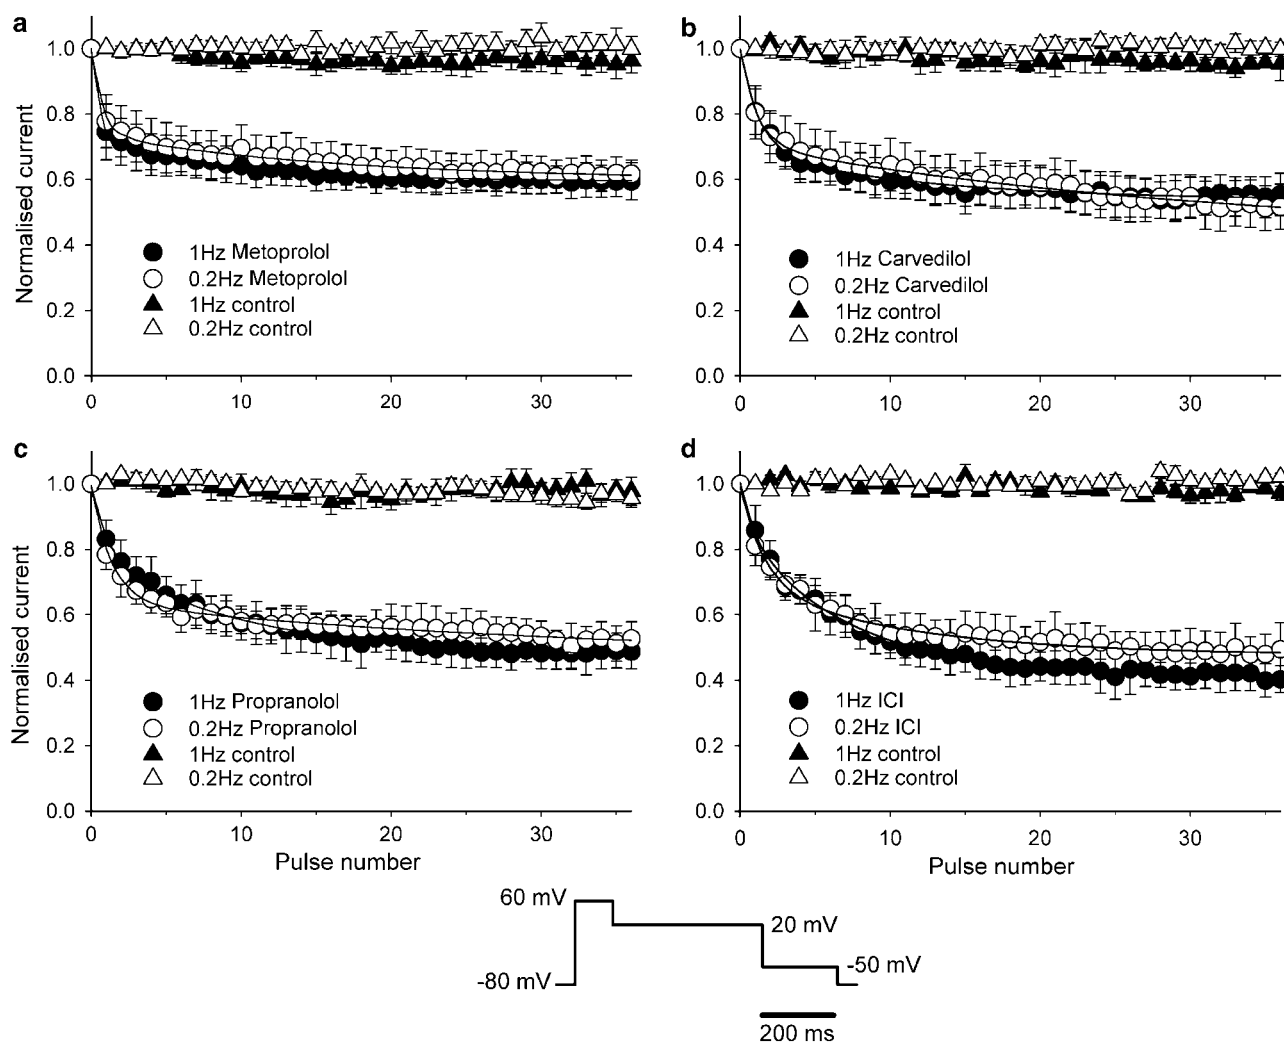 a
Normalised current
1.0
0.8
0.6
0.4
0.2
0.0
1Hz Metoprolol
0.2Hz Metoprolol
1Hz control
0.2Hz control
0 10 20 30
b
1.0
0.8
0.6
0.4
0.2
0.0
1Hz Carvedilol
0.2Hz Carvedilol
1Hz control
0.2Hz control
0 10 20 30
c
Normalised current
1.0
0.8
0.6
0.4
0.2
0.0
1Hz Propranolol
0.2Hz Propranolol
1Hz control
0.2Hz control
0 10 20 30
Pulse number
d
1.0
0.8
0.6
0.4
0.2
0.0
1Hz ICI
0.2Hz ICI
1Hz control
0.2Hz control
0 10 20 30
Pulse number
60 mV
20 mV
-50 mV
-80 mV
200 ms